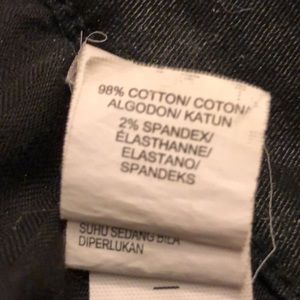 98% COTTON/ COTON/
ALGODON/ KATUN
2% SPANDEX/
ÉLASTHANNE/
ELASTANO/
SPANDEKS
SUHU SEDANG BILA
DIPERLUKAN